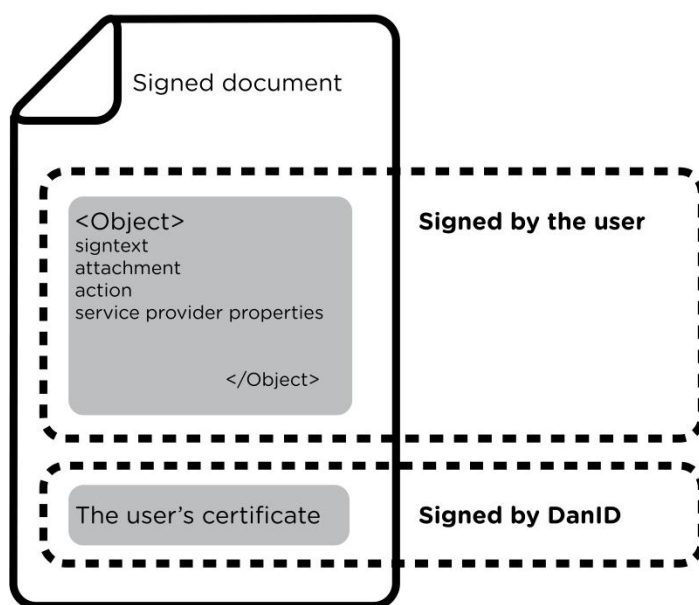 Signed document
<Object>
signtext
attachment
action
service provider properties
</Object>
Signed by the user
The user's certificate
Signed by DanID